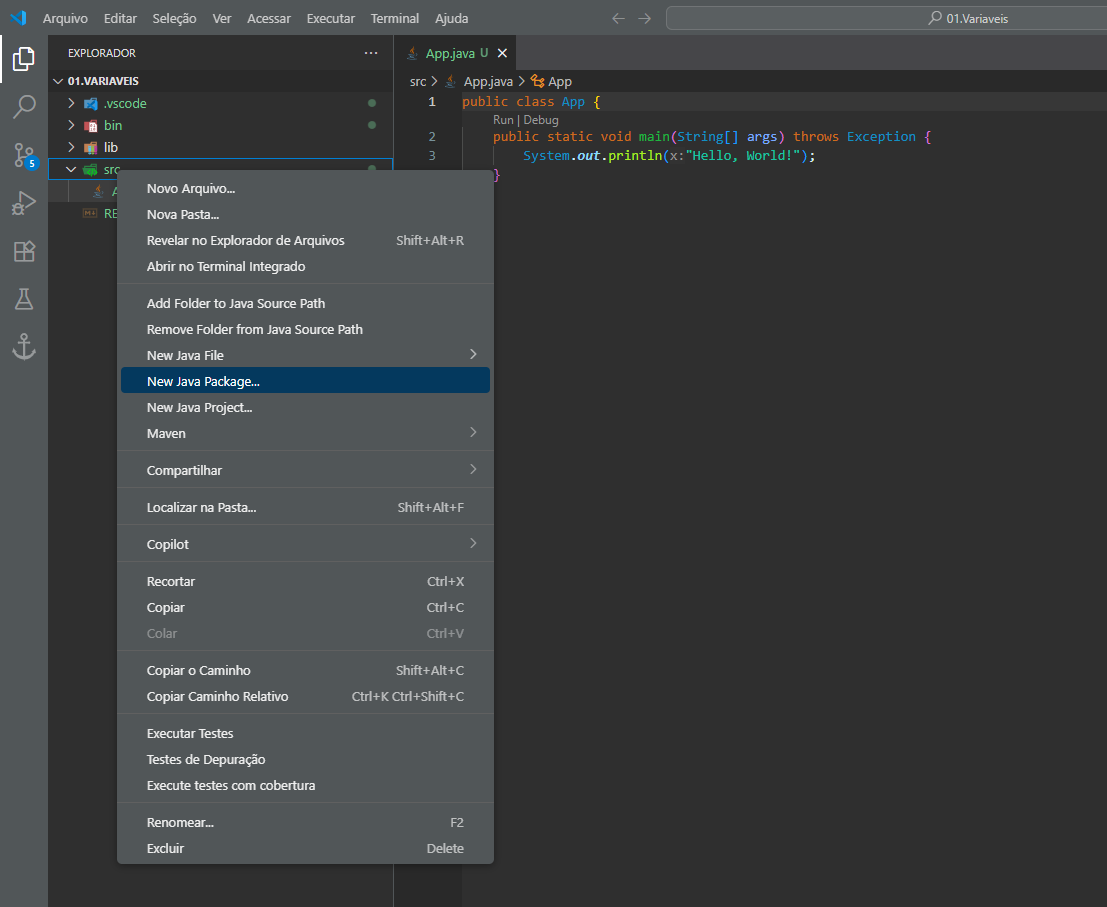 Arquivo Editar Seleção Ver Acessar Executar Terminal Ajuda 01.Variaveis
EXPLORADOR
01.VARIAVEIS
.vscode
bin
lib
src
A
RE
5
App.java U
src > App.java > App
1 public class App {
Run | Debug
2 public static void main(String[] args) throws Exception {
3 System.out.println(x:"Hello, World!");
}
Novo Arquivo...
Nova Pasta...
Revelar no Explorador de Arquivos Shift+Alt+R
Abrir no Terminal Integrado
Add Folder to Java Source Path
Remove Folder from Java Source Path
New Java File
New Java Package...
New Java Project...
Maven
Compartilhar
Localizar na Pasta... Shift+Alt+F
Copilot
Recortar Ctrl+X
Copiar Ctrl+C
Colar Ctrl+V
Copiar o Caminho Shift+Alt+C
Copiar Caminho Relativo Ctrl+K Ctrl+Shift+C
Executar Testes
Testes de Depuração
Execute testes com cobertura
Renomear... F2
Excluir Delete